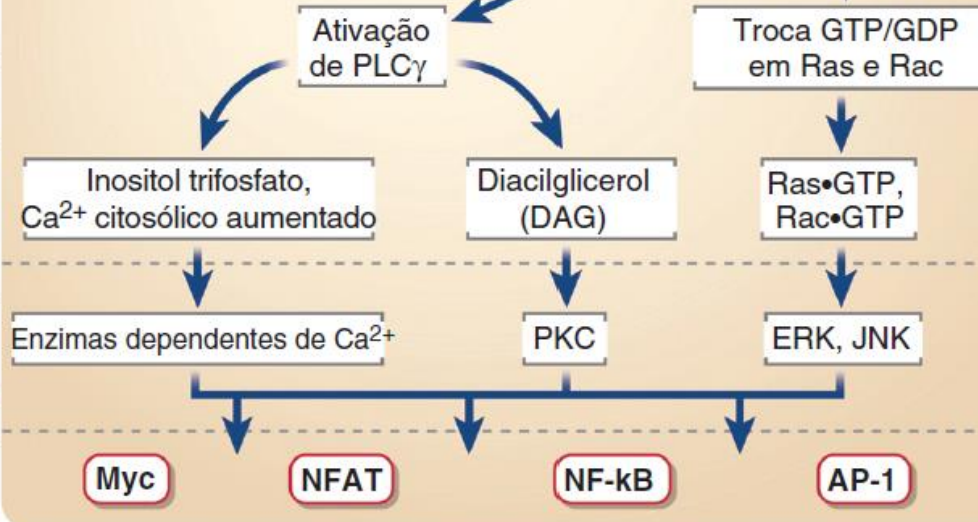 Ativação
de PLCγ
Troca GTP/GDP
em Ras e Rac
Inositol trifosfato,
Ca2+ citosólico aumentado
Diacilglicerol
(DAG)
Ras•GTP,
Rac•GTP
Enzimas dependentes de Ca2+
PKC
ERK, JNK
Myc
NFAT
NF-kB
AP-1